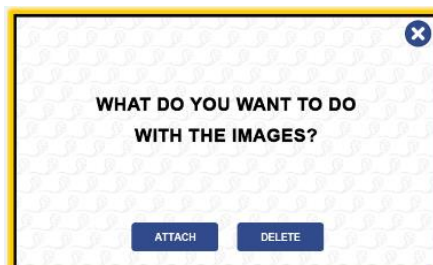 WHAT DO YOU WANT TO DO
WITH THE IMAGES?
ATTACH DELETE